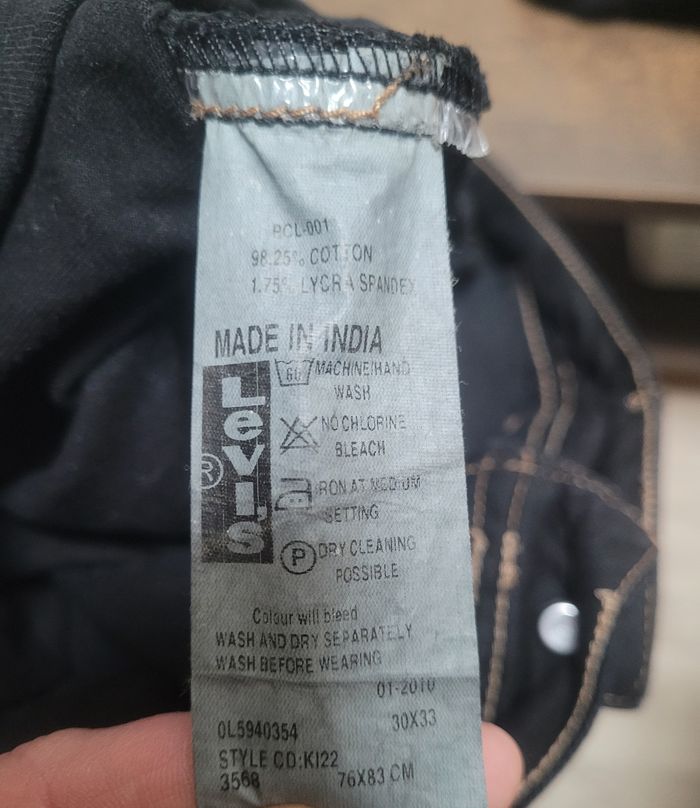 PCL-001
98.25% COTTON
1.75% LYCRA SPANDEX
MADE IN INDIA
Levi's
®
60
MACHINE/HAND
WASH
NO CHLORINE
BLEACH
IRON AT MEDIUM
SETTING
P
DRY CLEANING
POSSIBLE
Colour will bleed
WASH AND DRY SEPARATELY
WASH BEFORE WEARING
01-2010
0L5940354 30X33
STYLE CD:KI22
3568 76X83 CM